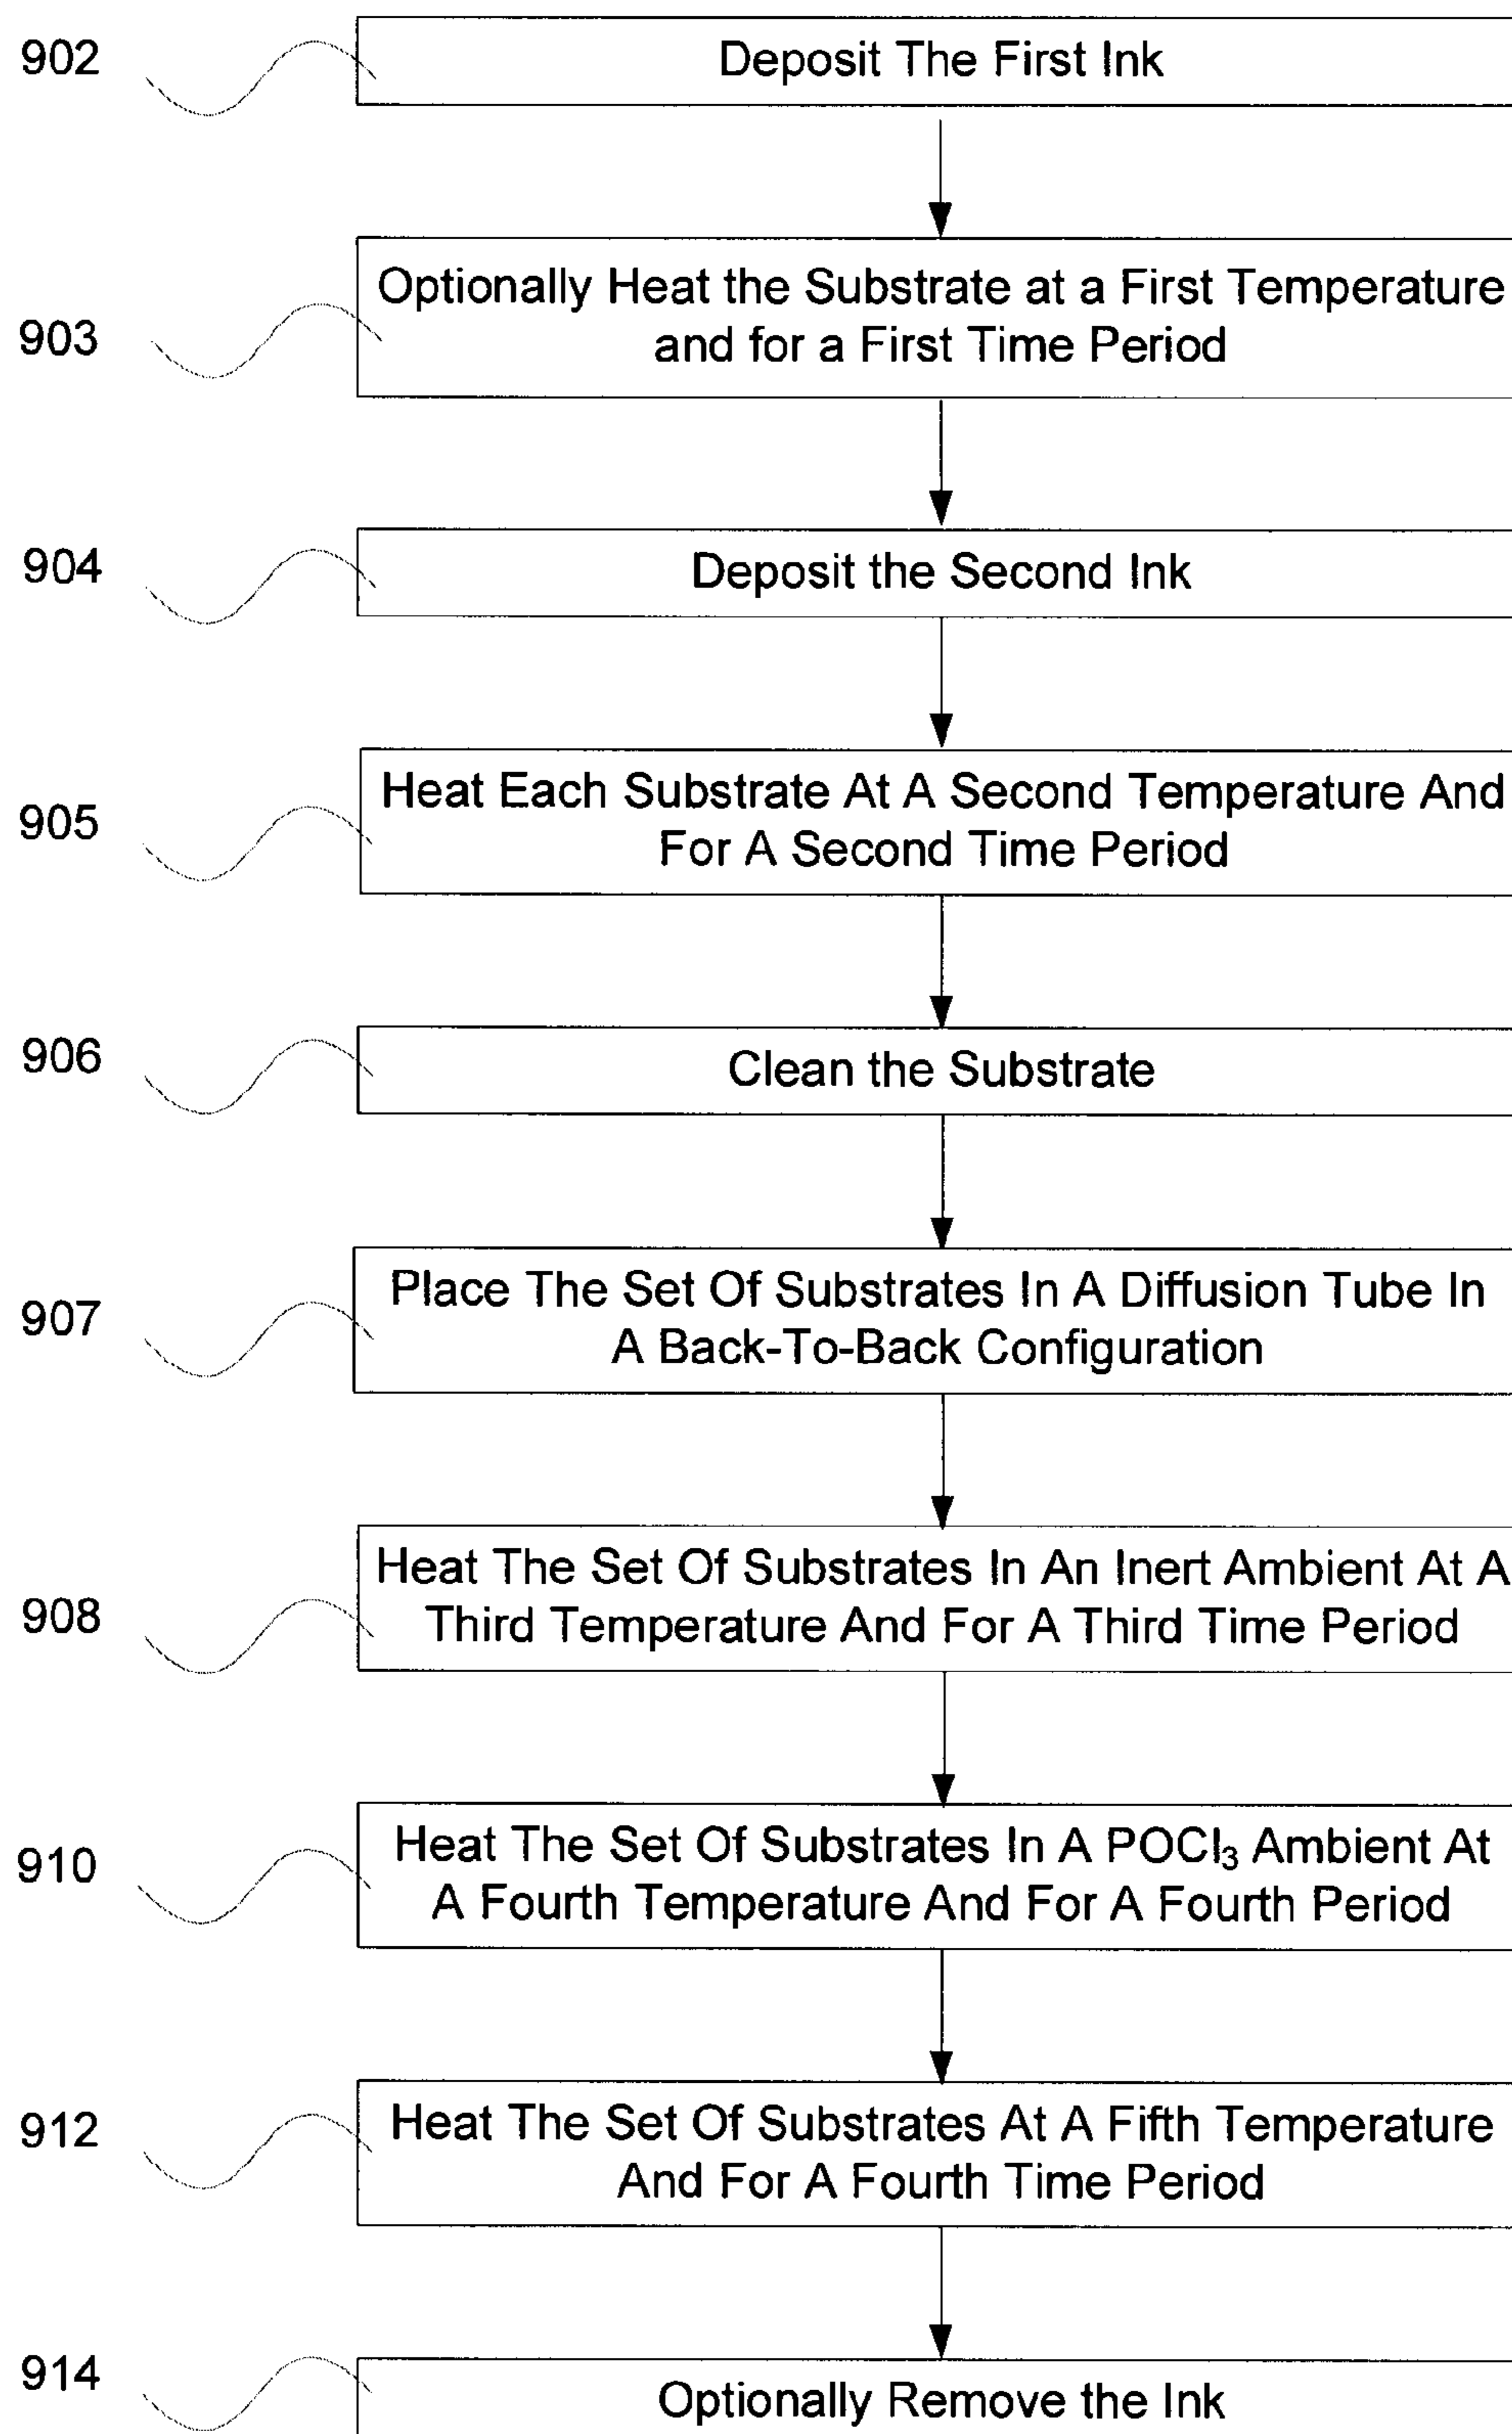 902
Deposit The First Ink
903
Optionally Heat the Substrate at a First Temperature
and for a First Time Period
904
Deposit the Second Ink
905
Heat Each Substrate At A Second Temperature And
For A Second Time Period
906
Clean the Substrate
907
Place The Set Of Substrates In A Diffusion Tube In
A Back-To-Back Configuration
908
Heat The Set Of Substrates In An Inert Ambient At A
Third Temperature And For A Third Time Period
910
Heat The Set Of Substrates In A POCl₃ Ambient At
A Fourth Temperature And For A Fourth Period
912
Heat The Set Of Substrates At A Fifth Temperature
And For A Fourth Time Period
914
Optionally Remove the Ink